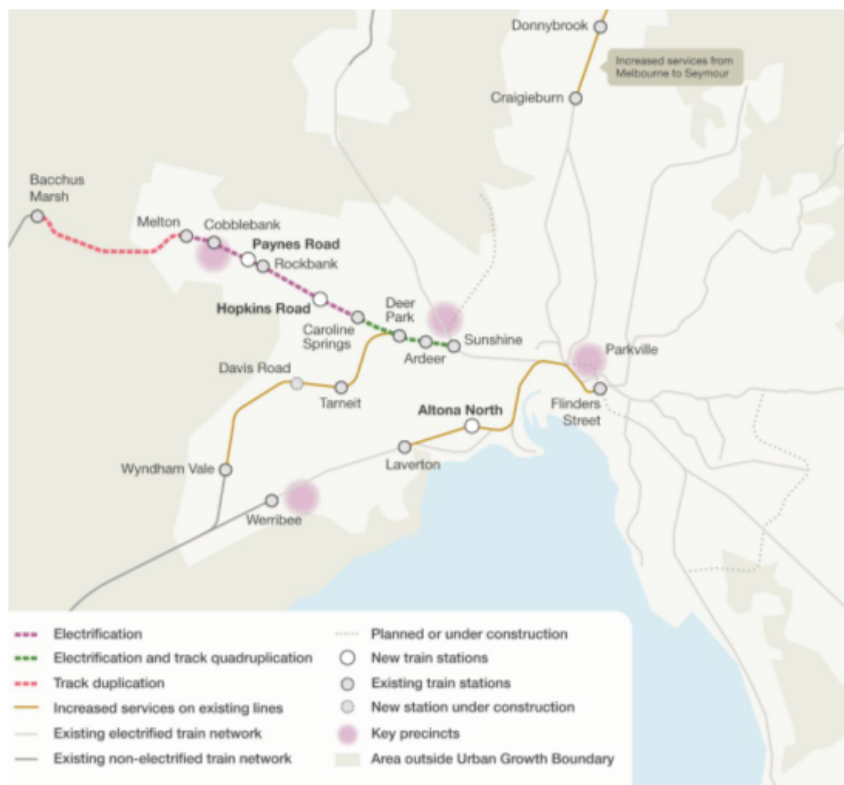 Donnybrook
Increased services from
Melbourne to Seymour
Craigieburn
Bacchus
Marsh
Melton
Cobblebank
Paynes Road
Rockbank
Hopkins Road
Caroline
Springs
Deer
Park
Ardeer
Sunshine
Parkville
Davis Road
Tarneit
Altona North
Flinders
Street
Wyndham Vale
Laverton
Werribee
Electrification
Electrification and track quadruplication
Track duplication
Increased services on existing lines
Existing electrified train network
Existing non-electrified train network
Planned or under construction
New train stations
Existing train stations
New station under construction
Key precincts
Area outside Urban Growth Boundary